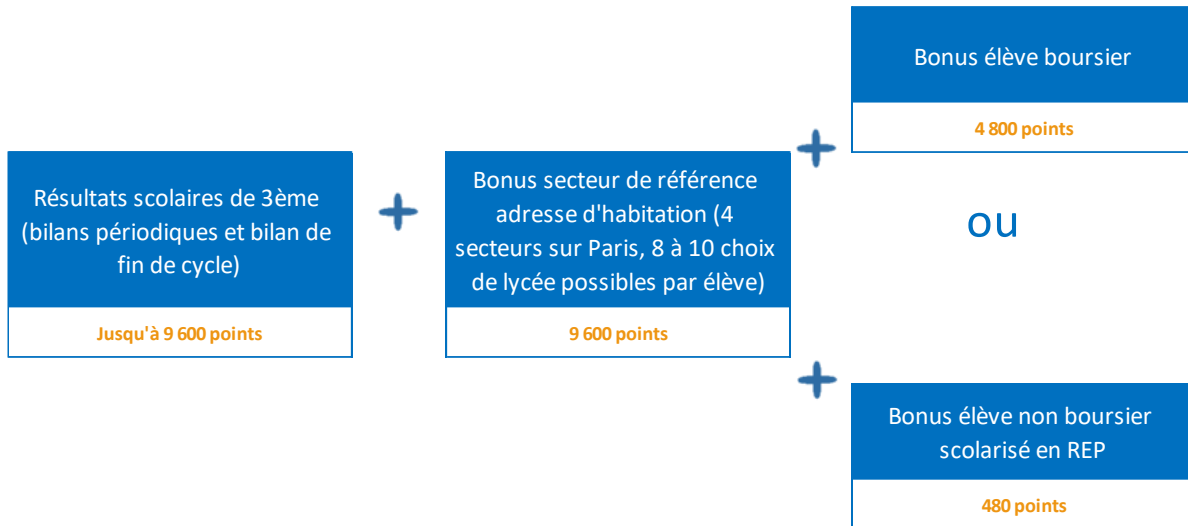 Résultats scolaires de 3ème
(bilans périodiques et bilan de
fin de cycle)
Jusqu'à 9 600 points
+
Bonus secteur de référence
adresse d'habitation (4
secteurs sur Paris, 8 à 10 choix
de lycée possibles par élève)
9 600 points
+
Bonus élève boursier
4 800 points
ou
+
Bonus élève non boursier
scolarisé en REP
480 points